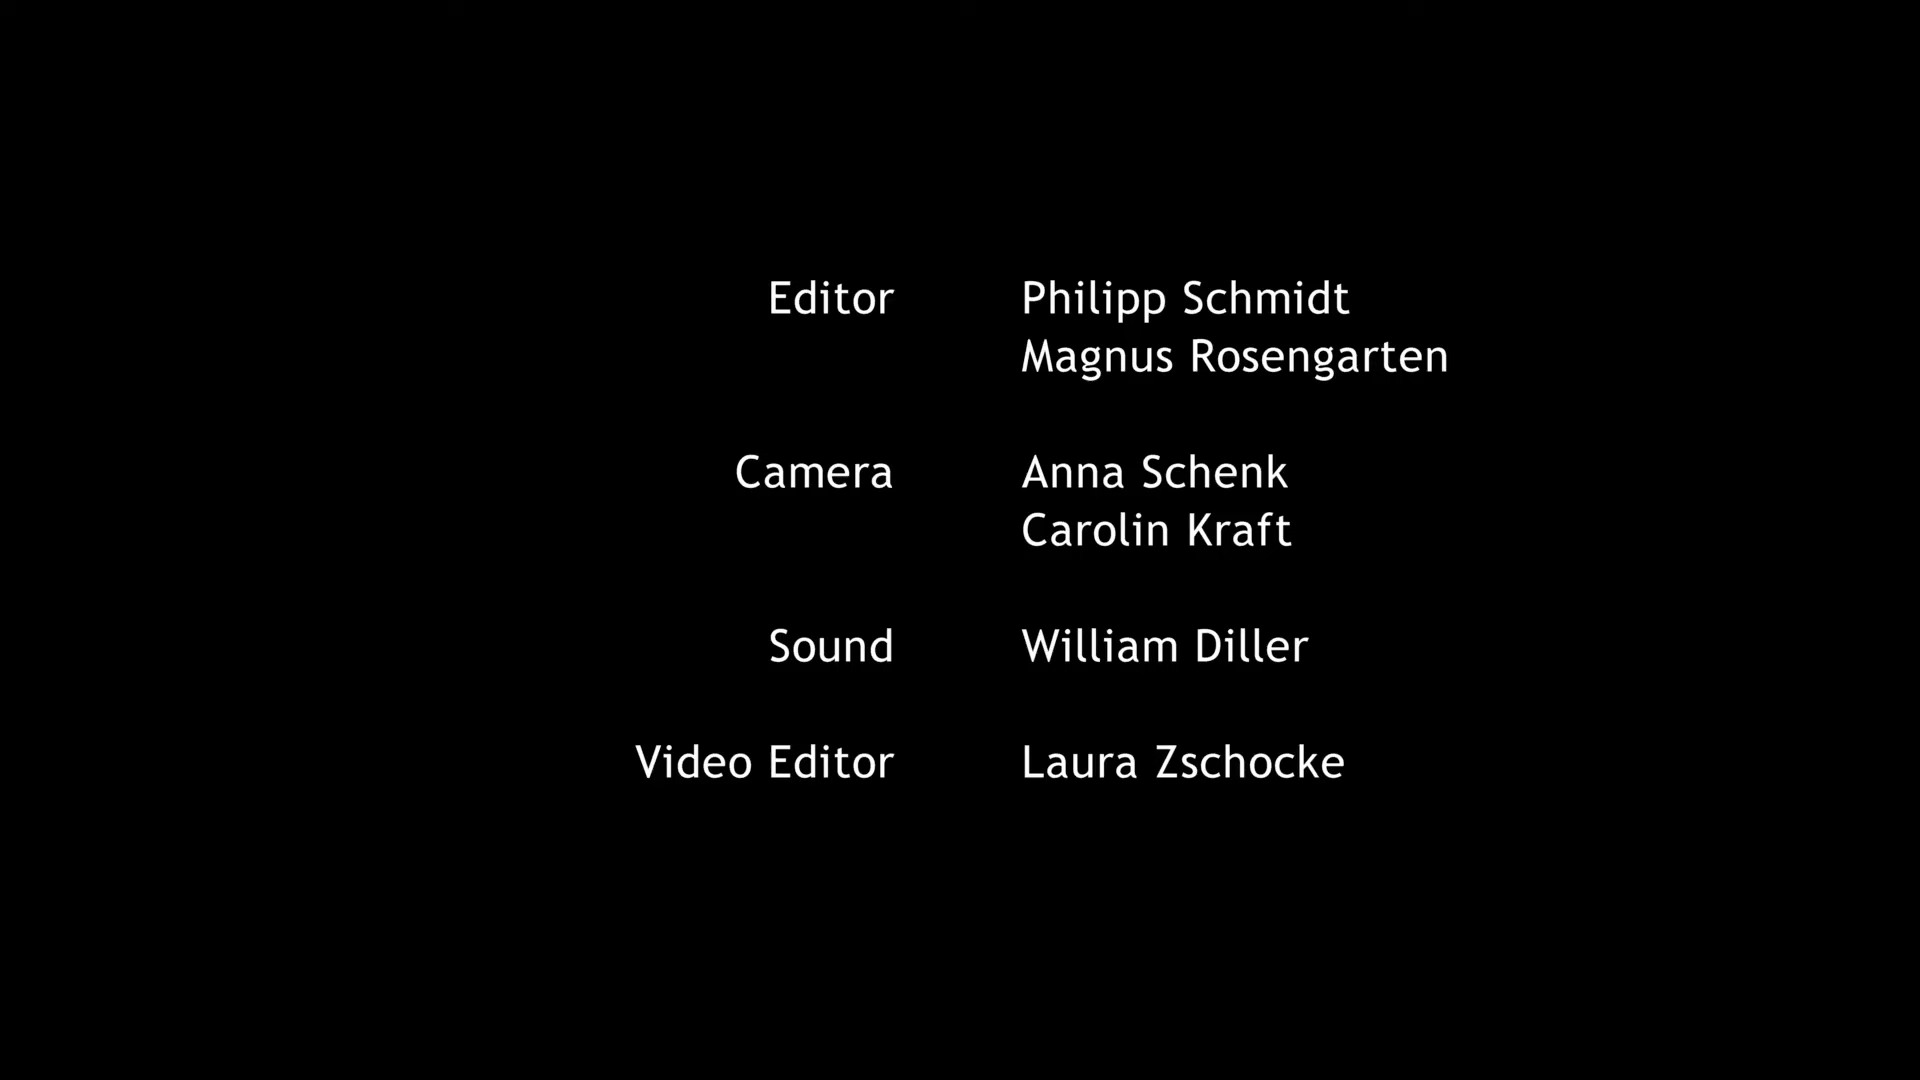 Editor Philipp Schmidt
Magnus Rosengarten
Camera Anna Schenk
Carolin Kraft
Sound William Diller
Video Editor Laura Zschocke